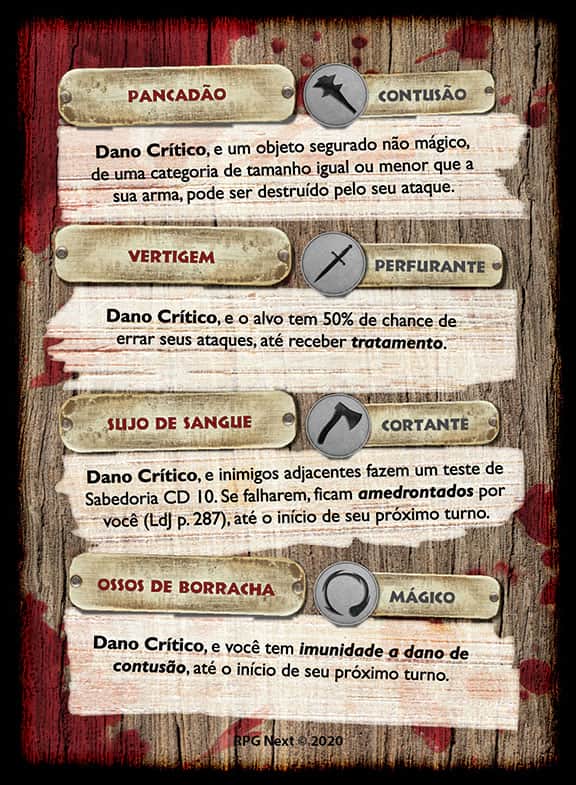 PANCADÃO
CONTUSÃO
Dano Crítico, e um objeto segurado não mágico,
de uma categoria de tamanho igual ou menor que a
sua arma, pode ser destruído pelo seu ataque.
VERTIGEM
PERFURANTE
Dano Crítico, e o alvo tem 50% de chance de
errar seus ataques, até receber tratamento.
SUJO DE SANGUE
CORTANTE
Dano Crítico, e inimigos adjacentes fazem um teste de
Sabedoria CD 10. Se falharem, ficam amedrontados por
você (LdJ p. 287), até o início de seu próximo turno.
OSSOS DE BORRACHA
MÁGICO
Dano Crítico, e você tem imunidade a dano de
contusão, até o início de seu próximo turno.
RPG Next ©.2020